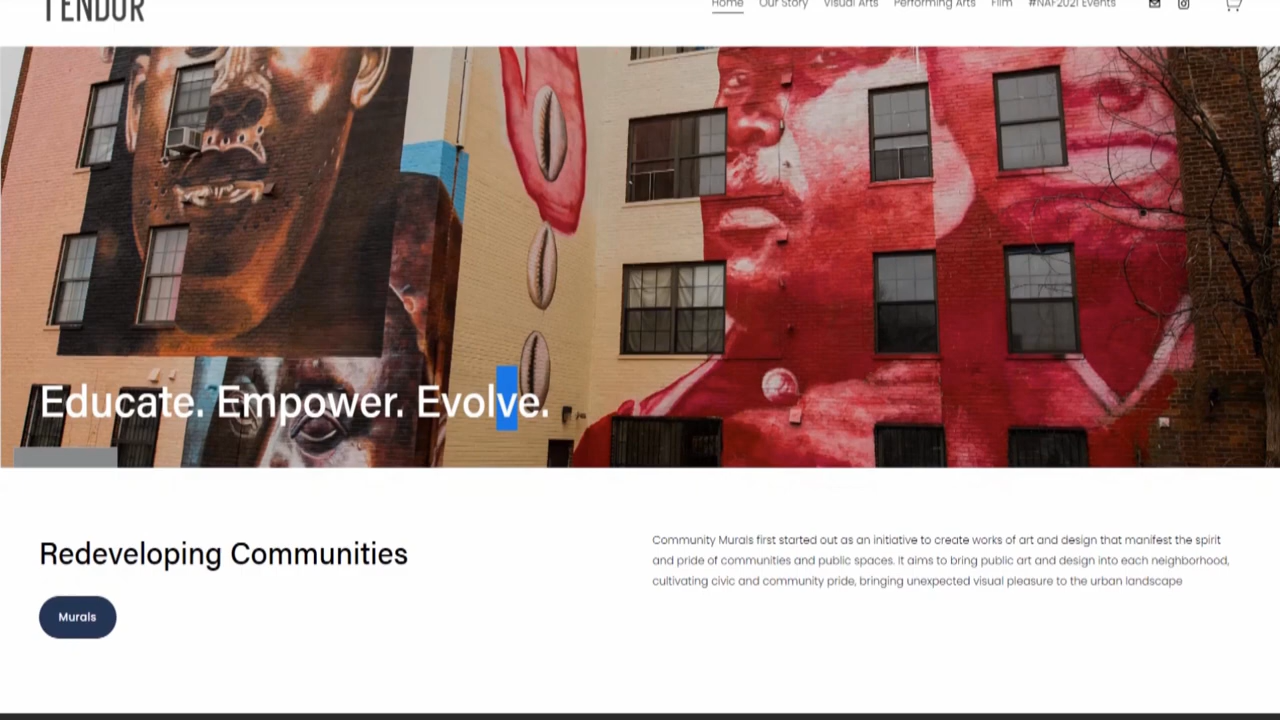 TENDOR
Home Our Story Visual Arts Performing Arts Film #NAF2021 Events
Educate. Empower. Evolve.
Redeveloping Communities
Murals
Community Murals first started out as an initiative to create works of art and design that manifest the spirit
and pride of communities and public spaces. It aims to bring public art and design into each neighborhood,
cultivating civic and community pride, bringing unexpected visual pleasure to the urban landscape